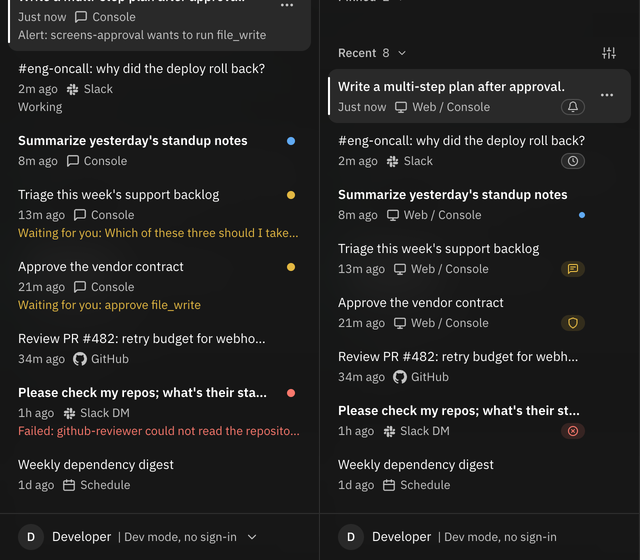 Just now Console
Alert: screens-approval wants to run file_write
#eng-oncall: why did the deploy roll back?
2m ago Slack
Working
Summarize yesterday's standup notes
8m ago Console
Triage this week's support backlog
13m ago Console
Waiting for you: Which of these three should I take...
Approve the vendor contract
21m ago Console
Waiting for you: approve file_write
Review PR #482: retry budget for webho...
34m ago GitHub
Please check my repos; what's their sta...
1h ago Slack DM
Failed: github-reviewer could not read the reposito...
Weekly dependency digest
1d ago Schedule
D Developer | Dev mode, no sign-in
Recent 8
Write a multi-step plan after approval.
Just now Web / Console
#eng-oncall: why did the deploy roll back?
2m ago Slack
Summarize yesterday's standup notes
8m ago Web / Console
Triage this week's support backlog
13m ago Web / Console
Approve the vendor contract
21m ago Web / Console
Review PR #482: retry budget for webh...
34m ago GitHub
Please check my repos; what's their st...
1h ago Slack DM
Weekly dependency digest
1d ago Schedule
D Developer | Dev mode, no sign-in